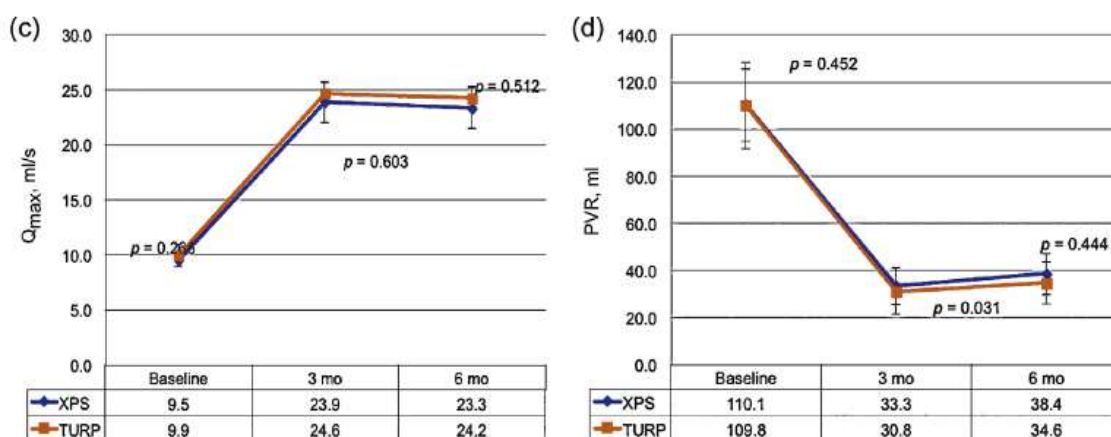 (c)
30.0
25.0
20.0
15.0
10.0
5.0
0.0
Qmax, ml/s
p = 0.512
p = 0.603
Baseline 3 mo 6 mo
XPS 9.5 23.9 23.3
TURP 9.9 24.6 24.2
(d)
140.0
120.0
100.0
80.0
60.0
40.0
20.0
0.0
PVR, ml
p = 0.452
p = 0.444
p = 0.031
Baseline 3 mo 6 mo
XPS 110.1 33.3 38.4
TURP 109.8 30.8 34.6